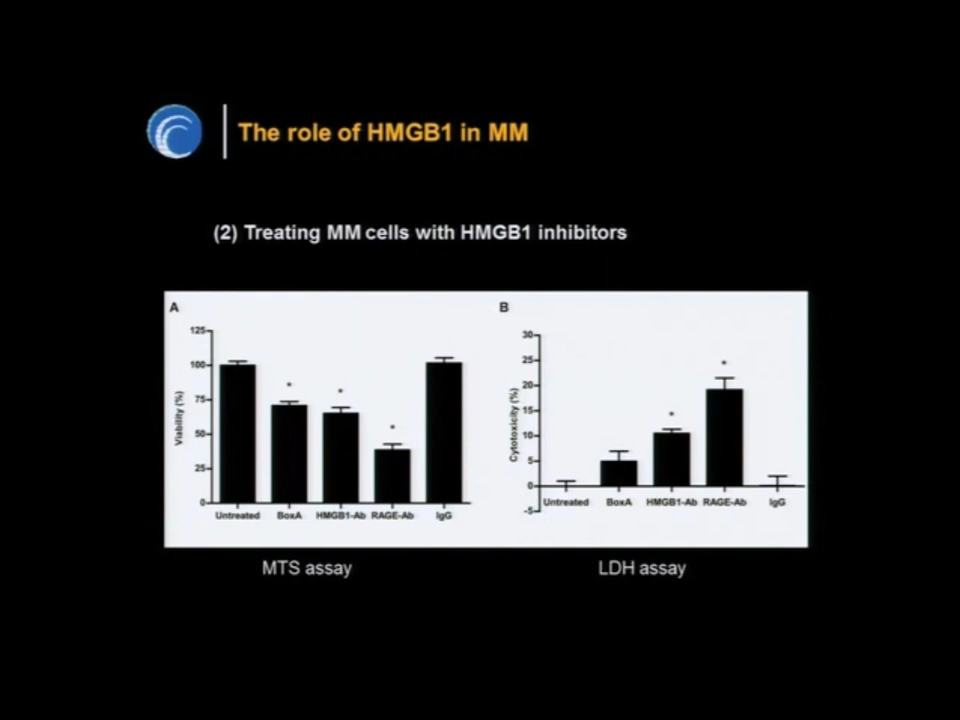 The role of HMGB1 in MM
(2) Treating MM cells with HMGB1 inhibitors
A
125
100
75
50
25
0
Viability (%)
*
*
*
Untreated BoxA HMGB1-Ab RAGE-Ab IgG
MTS assay
B
30
25
20
15
10
5
0
-5
Cytotoxicity (%)
*
*
Untreated BoxA HMGB1-Ab RAGE-Ab IgG
LDH assay